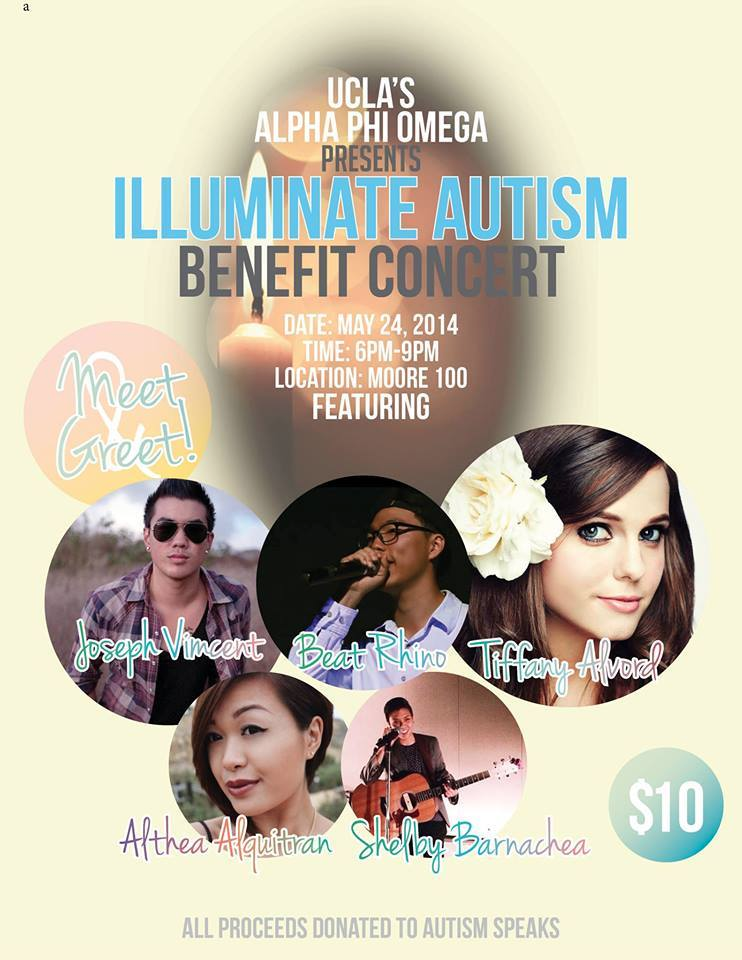 a
UCLA'S
ALPHA PHI OMEGA
PRESENTS
ILLUMINATE AUTISM
BENEFIT CONCERT
DATE: MAY 24, 2014
TIME: 6PM-9PM
LOCATION: MOORE 100
FEATURING
Meet
&
Greet!
Joseph Vimcent
Beat Rhino
Tiffany Alvord
Althea Alquitran
Shelby Barnachea
$10
ALL PROCEEDS DONATED TO AUTISM SPEAKS